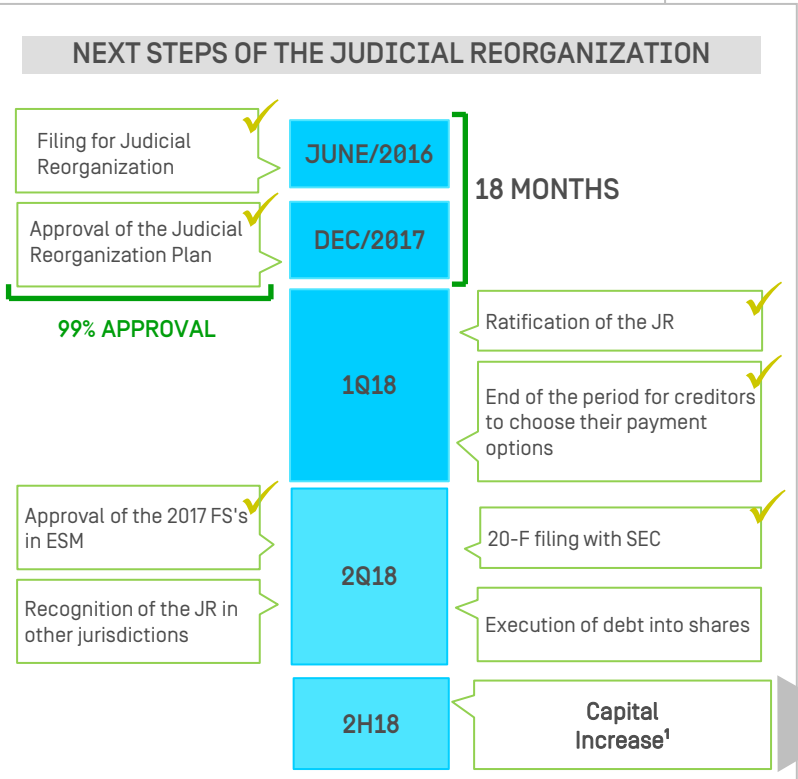 NEXT STEPS OF THE JUDICIAL REORGANIZATION
Filing for Judicial
Reorganization
JUNE/2016
18 MONTHS
Approval of the Judicial
Reorganization Plan
DEC/2017
99% APPROVAL
Ratification of the JR
1Q18
End of the period for creditors
to choose their payment
options
Approval of the 2017 FS's
in ESM
20-F filing with SEC
2Q18
Recognition of the JR in
other jurisdictions
Execution of debt into shares
2H18
Capital
Increase¹